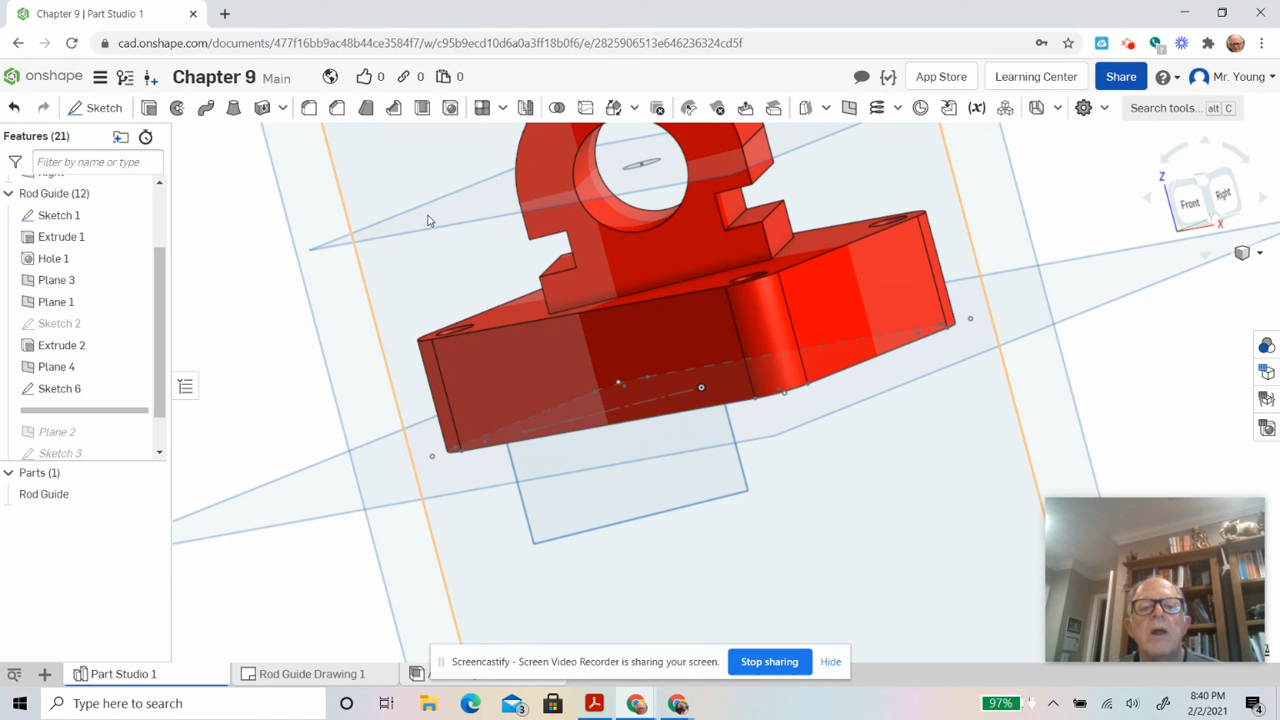 Chapter 9 | Part Studio 1
cad.onshape.com/documents/477f16bb9ac48b44ce3584f7/w/c95b9ecd10d6a0a3ff18b0f6/e/2825906513e646236324cd5f
onshape Chapter 9 Main 0 0 0 App Store Learning Center Share Mr. Young
Sketch Search tools... alt C
Features (21)
Filter by name or type
Rod Guide (12)
Sketch 1
Extrude 1
Hole 1
Plane 3
Plane 1
Sketch 2
Extrude 2
Plane 4
Sketch 6
Plane 2
Sketch 3
Parts (1)
Rod Guide
Z
Front
Right
X
Screencastify - Screen Video Recorder is sharing your screen. Stop sharing Hide
Part Studio 1 Rod Guide Drawing 1
Type here to search 3 97% 8:40 PM
2/2/2021 4